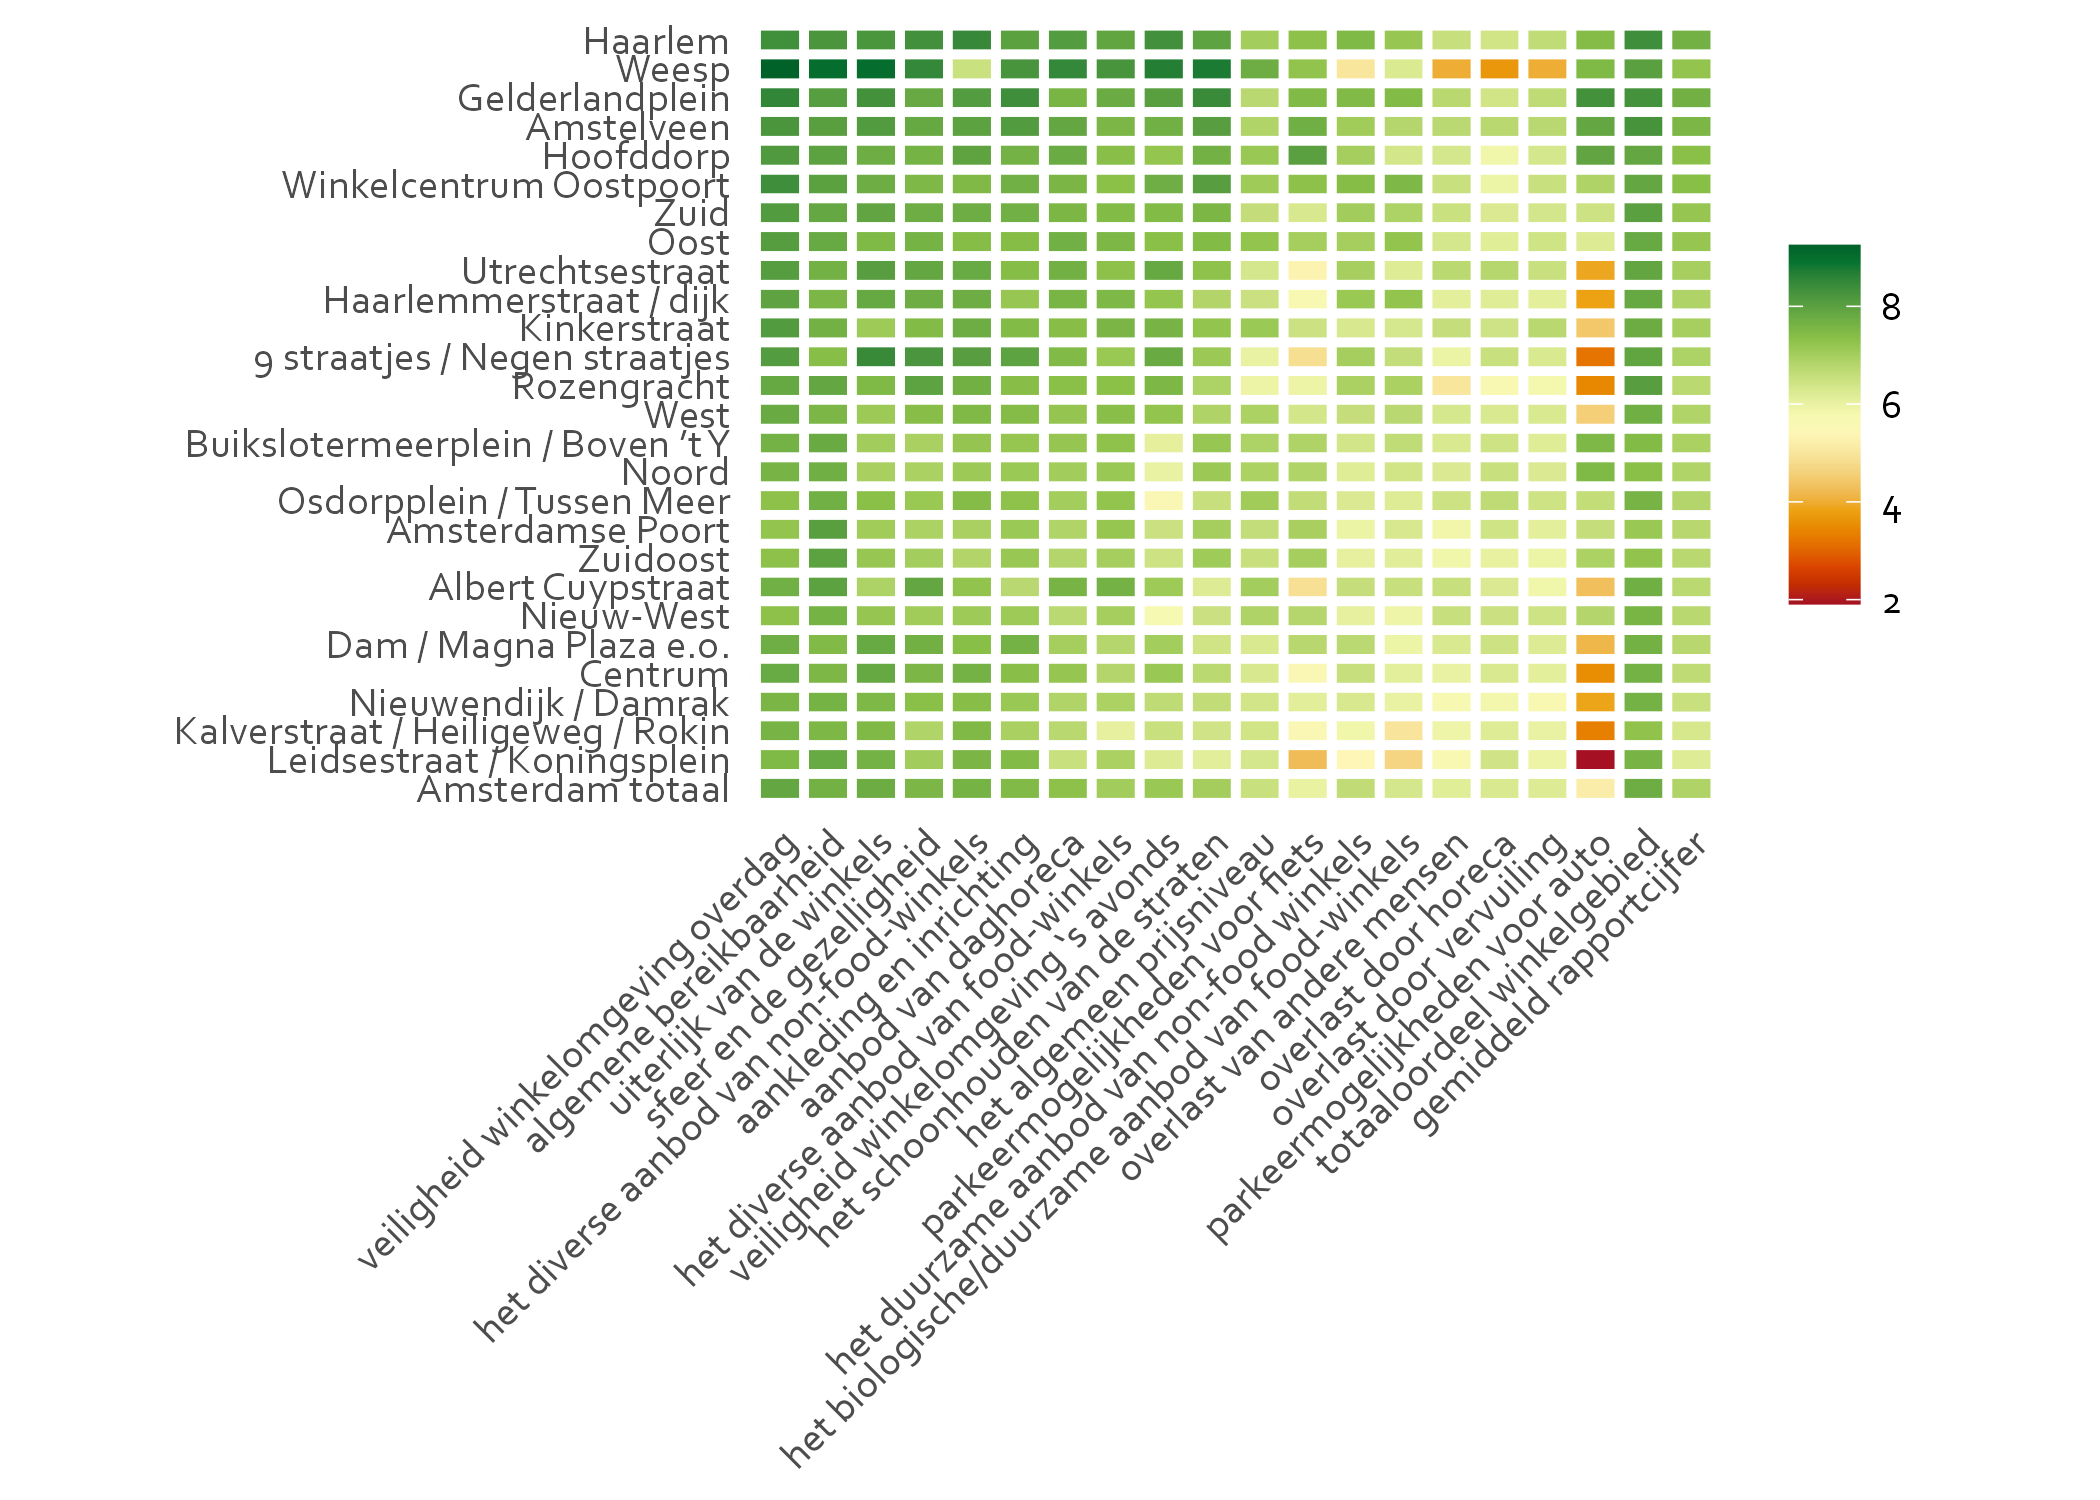 Haarlem
Weesp
Gelderlandplein
Amstelveen
Hoofddorp
Winkelcentrum Oostpoort
Zuid
Oost
Utrechtsestraat
Haarlemmerstraat / dijk
Kinkerstraat
9 straatjes / Negen straatjes
Rozengracht
West
Buikslotermeerplein / Boven 't Y
Noord
Osdorpplein / Tussen Meer
Amsterdamse Poort
Zuidoost
Albert Cuypstraat
Nieuw-West
Dam / Magna Plaza e.o.
Centrum
Nieuwendijk / Damrak
Kalverstraat / Heiligeweg / Rokin
Leidsestraat / Koningsplein
Amsterdam totaal
veiligheid winkelomgeving overdag
algemene bereikbaarheid
uiterlijk van de winkels
sfeer en de gezelligheid
het diverse aanbod van non-food-winkels
aankleding en inrichting
aanbod van daghoreca
het diverse aanbod van food-winkels
veiligheid winkelomgeving 's avonds
het schoonhouden van de straten
het algemeen prijsniveau
parkeermogelijkheden voor fiets
het duurzame aanbod van non-food winkels
het biologische/duurzame aanbod van food-winkels
overlast van andere mensen
overlast door horeca
overlast door vervuiling
parkeermogelijkheden voor auto
totaaloordeel winkelgebied
gemiddeld rapportcijfer
8
6
4
2